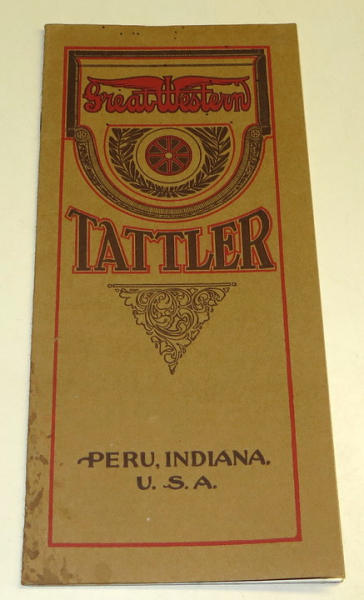 Great Western
TATTLER
PERU, INDIANA.
U. S. A.